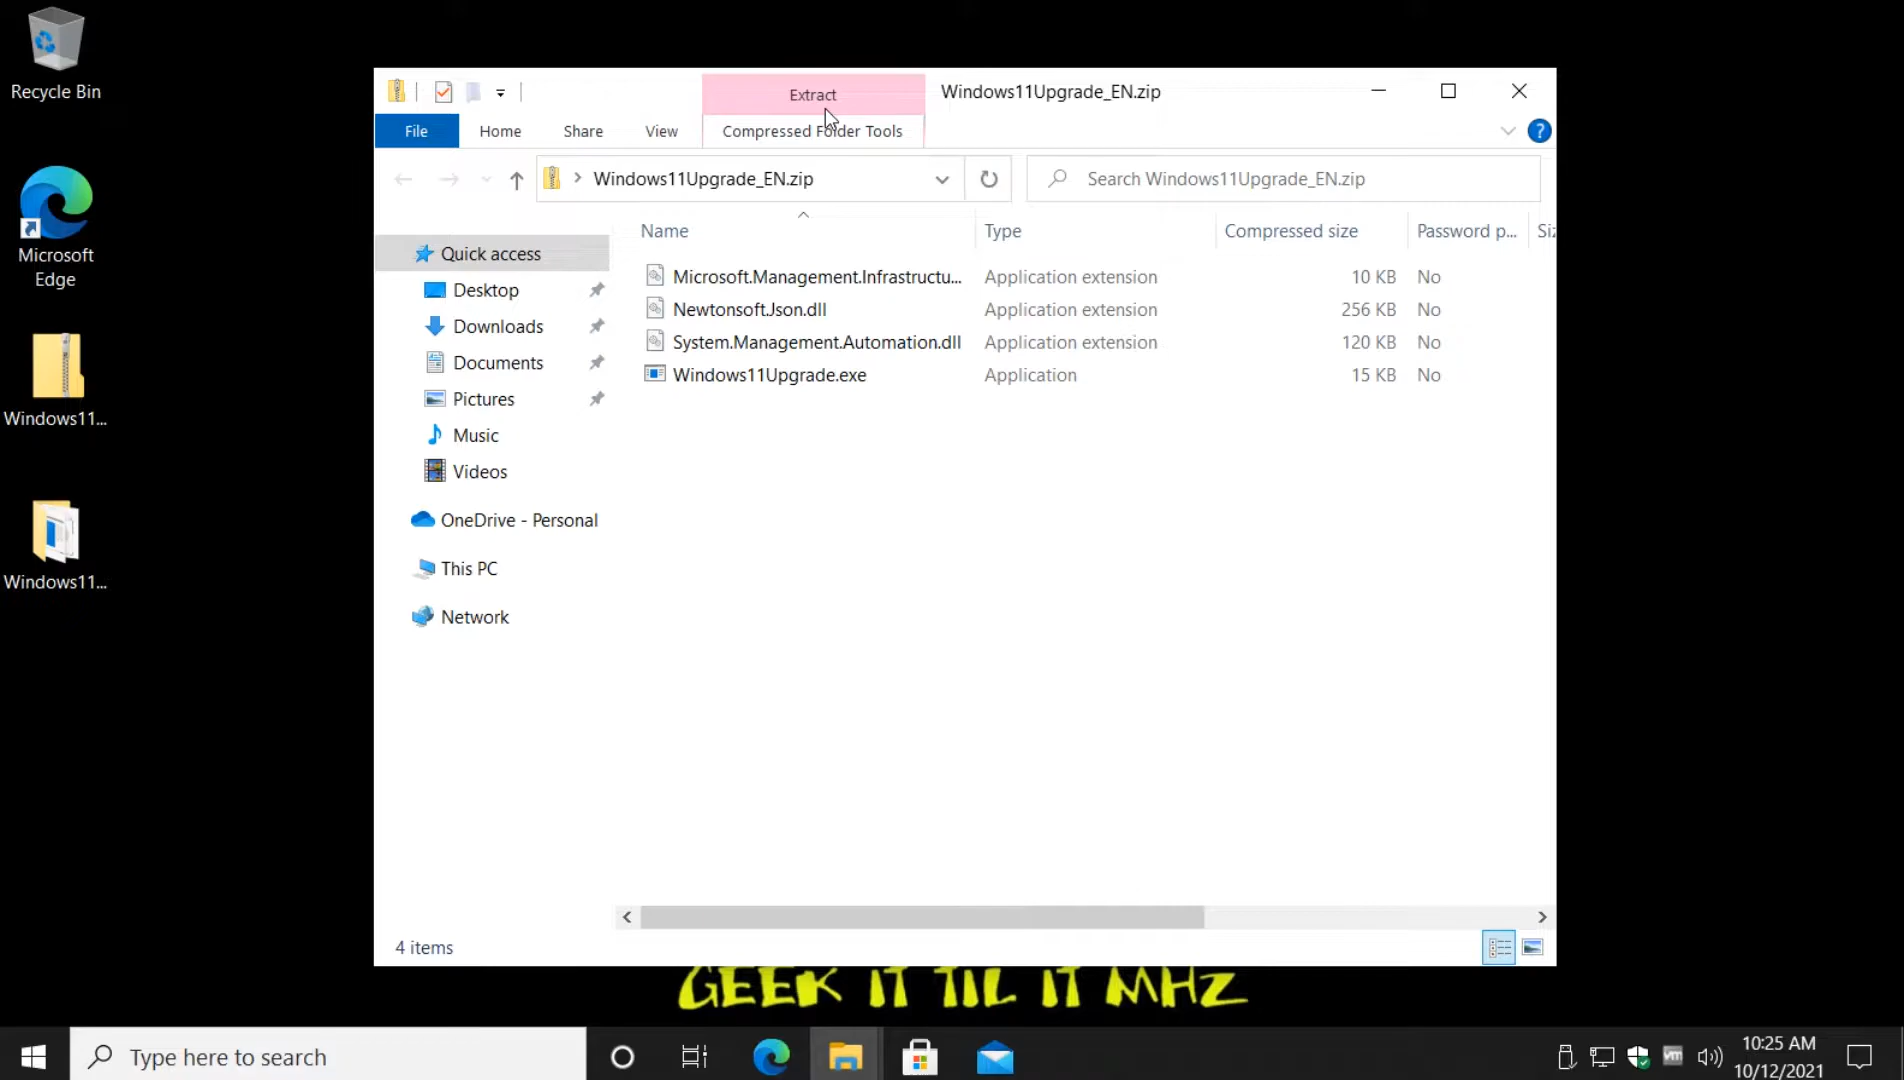 Recycle Bin
Microsoft
Edge
Windows11...
Windows11...
Extract
Windows11Upgrade_EN.zip
File
Home
Share
View
Compressed Folder Tools
?
Windows11Upgrade_EN.zip
Search Windows11Upgrade_EN.zip
Name
Type
Compressed size
Password p...
Siz
Quick access
Desktop
Downloads
Documents
Pictures
Music
Videos
OneDrive - Personal
This PC
Network
Microsoft.Management.Infrastructu... Application extension 10 KB No
Newtonsoft.Json.dll Application extension 256 KB No
System.Management.Automation.dll Application extension 120 KB No
Windows11Upgrade.exe Application 15 KB No
4 items
GEEK IT TIL IT MHZ
Type here to search
vm
10:25 AM
10/12/2021